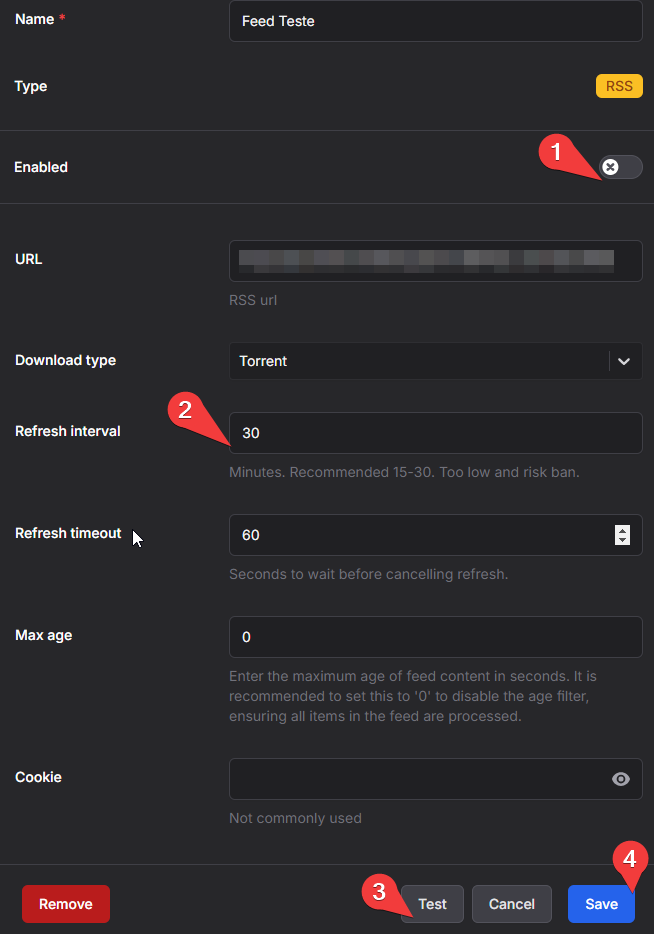 Name *
Feed Teste
Type
RSS
Enabled
1
URL
RSS url
Download type
Torrent
2
Refresh interval
30
Minutes. Recommended 15-30. Too low and risk ban.
Refresh timeout
60
Seconds to wait before cancelling refresh.
Max age
0
Enter the maximum age of feed content in seconds. It is
recommended to set this to '0' to disable the age filter,
ensuring all items in the feed are processed.
Cookie
Not commonly used
4
3
Remove
Test
Cancel
Save